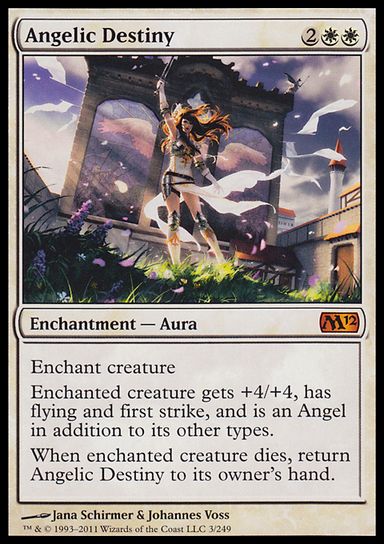 Angelic Destiny 2
Enchantment — Aura M12
Enchant creature
Enchanted creature gets +4/+4, has
flying and first strike, and is an Angel
in addition to its other types.
When enchanted creature dies, return
Angelic Destiny to its owner's hand.
Jana Schirmer & Johannes Voss
™ & © 1993–2011 Wizards of the Coast LLC 3/249